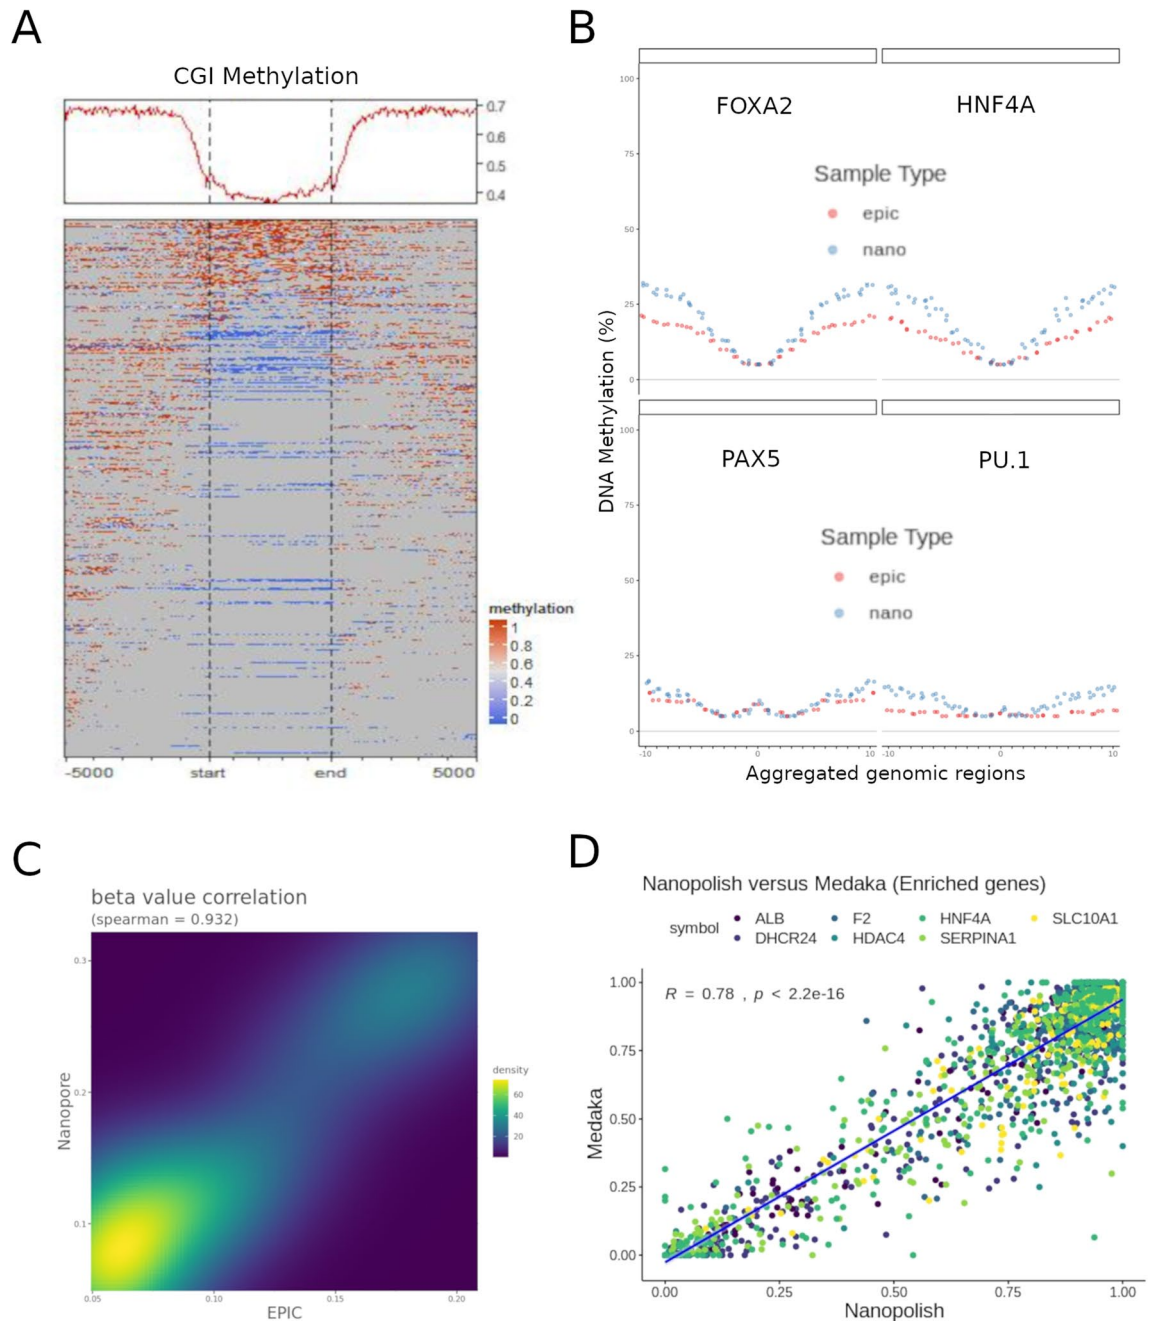 A
CGI Methylation
0.7
0.6
0.5
0.4
methylation
1
0.8
0.6
0.4
0.2
0
-5000
start
end
5000
B
FOXA2
HNF4A
100
75
50
25
0
Sample Type
epic
nano
DNA Methylation (%)
PAX5
PU.1
100
75
50
25
0
Sample Type
epic
nano
-10
0
10
-10
0
10
Aggregated genomic regions
C
beta value correlation
(spearman = 0.932)
0.3
0.2
0.1
Nanopore
density
60
40
20
0.05
0.10
0.15
0.20
EPIC
D
Nanopolish versus Medaka (Enriched genes)
symbol
ALB
F2
HNF4A
SLC10A1
DHCR24
HDAC4
SERPINA1
R = 0.78 , p < 2.2e-16
1.00
0.75
0.50
0.25
0.00
Medaka
0.00
0.25
0.50
0.75
1.00
Nanopolish